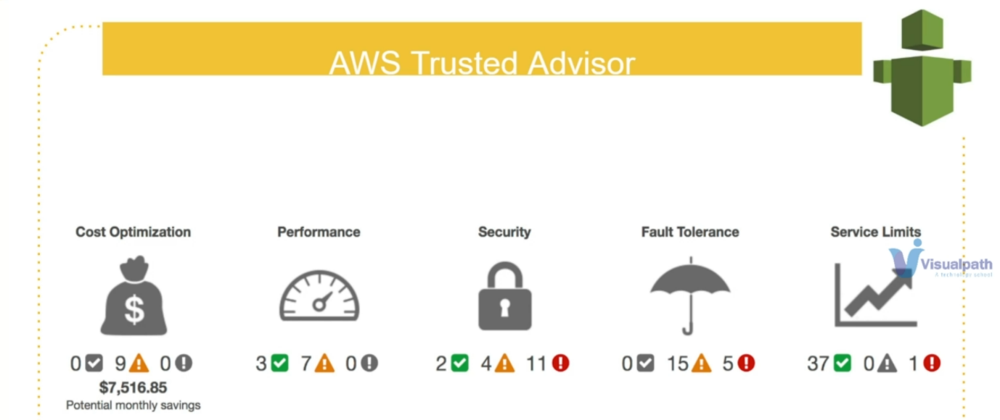 AWS Trusted Advisor
Cost Optimization
Performance
Security
Fault Tolerance
Service Limits
Visualpath
A technology school
$
0 9 0
3 7 0
2 4 11
0 15 5
37 0 1
$7,516.85
Potential monthly savings